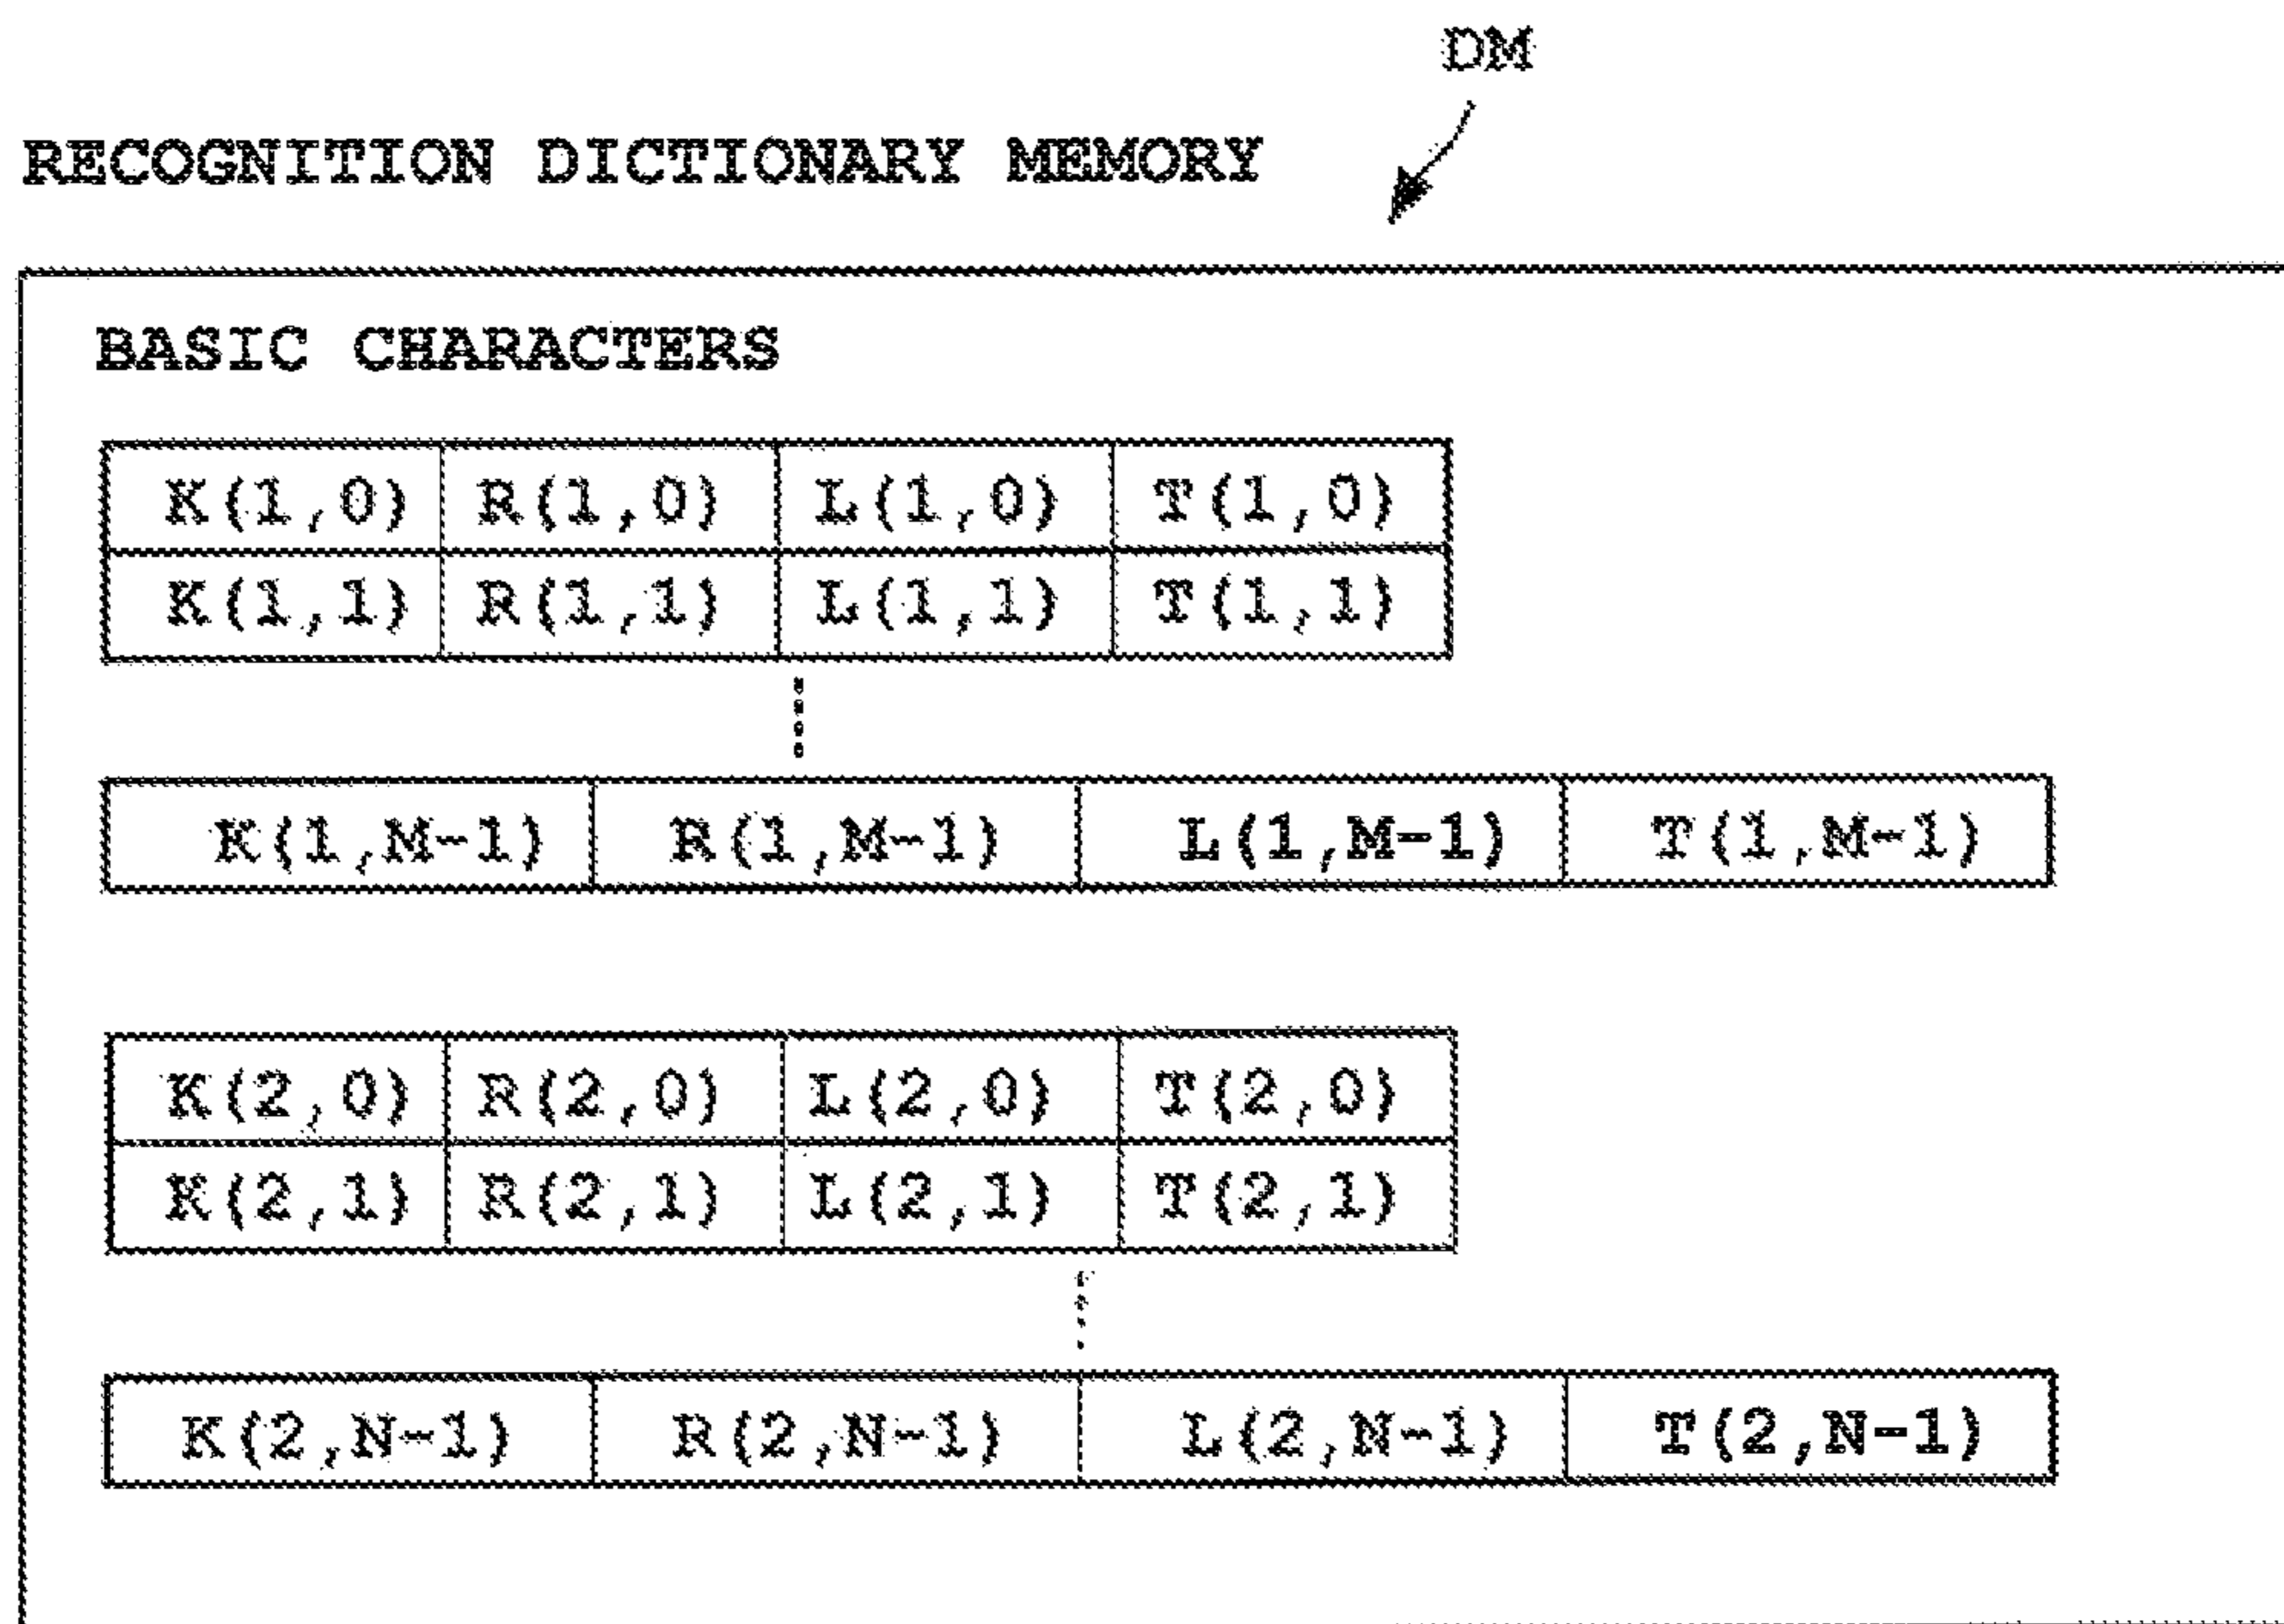 DM
RECOGNITION DICTIONARY MEMORY
BASIC CHARACTERS
K(1,0) R(1,0) L(1,0) T(1,0)
K(1,1) R(1,1) L(1,1) T(1,1)
K(1,M-1) R(1,M-1) L(1,M-1) T(1,M-1)
K(2,0) R(2,0) L(2,0) T(2,0)
K(2,1) R(2,1) L(2,1) T(2,1)
K(2,N-1) R(2,N-1) L(2,N-1) T(2,N-1)